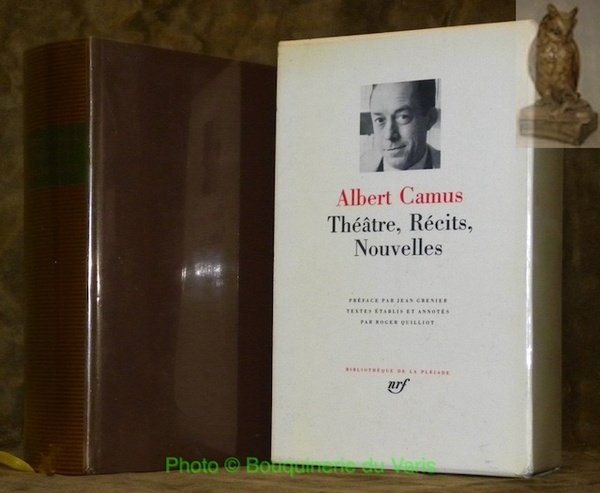 Albert Camus
Théâtre, Récits,
Nouvelles
PRÉFACE PAR JEAN GRENIER
TEXTES ÉTABLIS ET ANNOTÉS
PAR ROGER QUILLIOT
BIBLIOTHÈQUE DE LA PLÉIADE
nrf
Photo © Bouquinerie du Varis